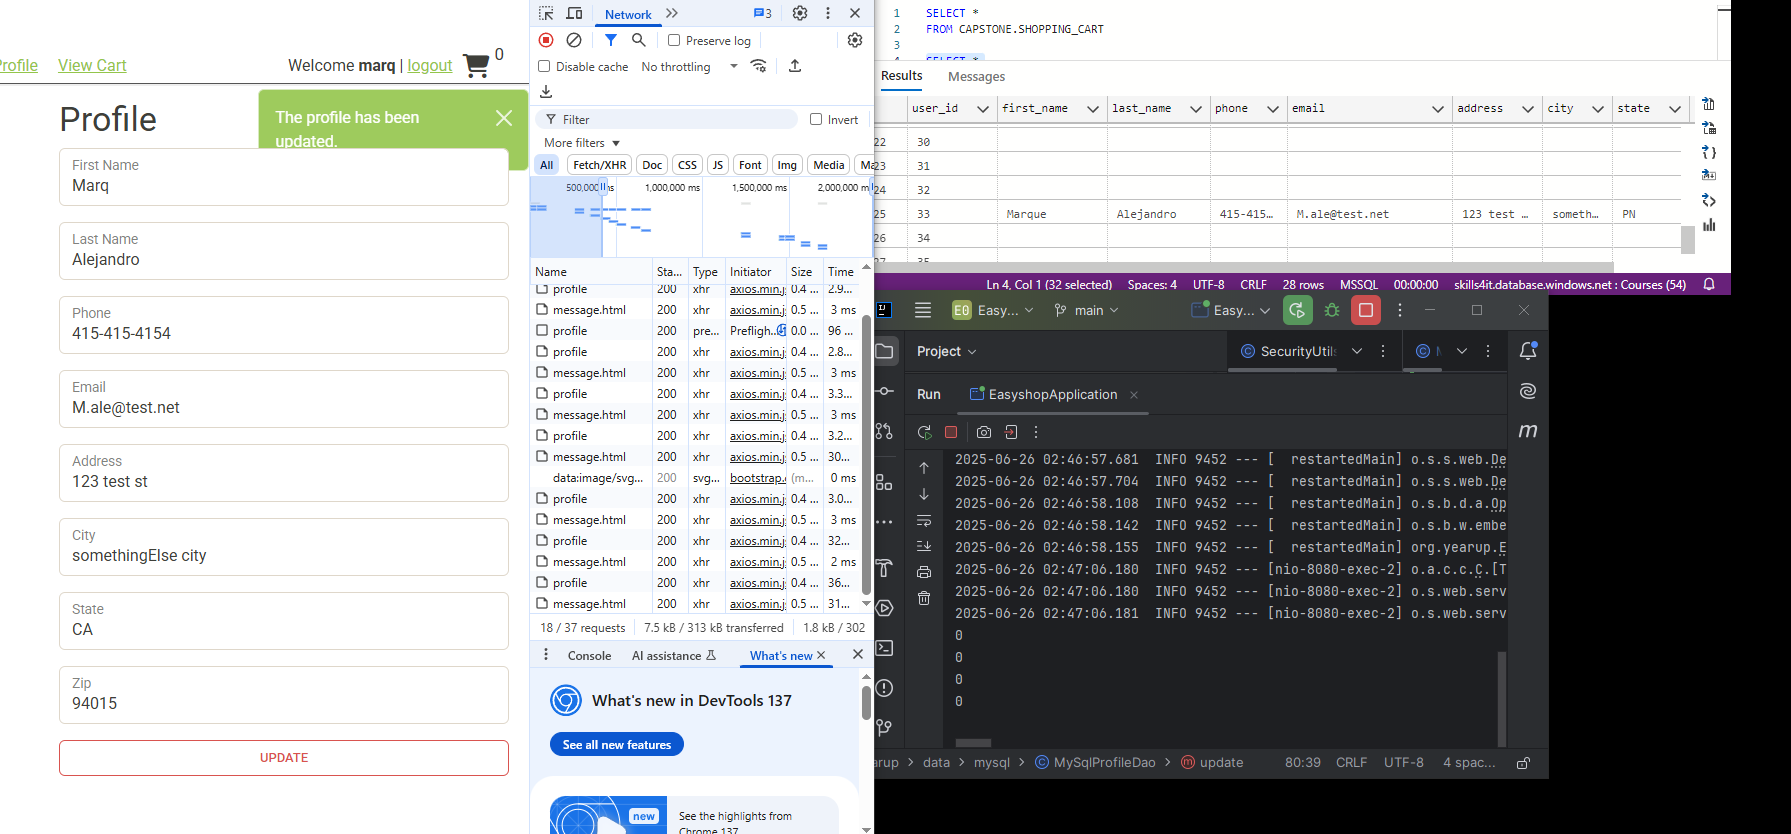 Profile
View Cart
Welcome marq | logout
0
Profile
The profile has been
updated.
First Name
Marq
Last Name
Alejandro
Phone
415-415-4154
Email
M.ale@test.net
Address
123 test st
City
somethingElse city
State
CA
Zip
94015
UPDATE
Network
3
Preserve log
Disable cache
No throttling
Filter
Invert
More filters
All
Fetch/XHR
Doc
CSS
JS
Font
Img
Media
Ma
500,000 ms
1,000,000 ms
1,500,000 ms
2,000,000 m
Name Sta... Type Initiator Size Time
profile 200 xhr axios.min.j 0.4 ... 2.9...
message.html 200 xhr axios.min.j 0.5 ... 3 ms
profile 200 pre... Prefligh... 0.0 ... 96 ...
profile 200 xhr axios.min.j 0.4 ... 2.8...
message.html 200 xhr axios.min.j 0.5 ... 3 ms
profile 200 xhr axios.min.j 0.4 ... 3.3...
message.html 200 xhr axios.min.j 0.5 ... 3 ms
profile 200 xhr axios.min.j 0.4 ... 3.2...
message.html 200 xhr axios.min.j 0.5 ... 30...
data:image/svg... 200 svg... bootstrap. (m... 0 ms
profile 200 xhr axios.min.j 0.4 ... 3.0...
message.html 200 xhr axios.min.j 0.5 ... 3 ms
profile 200 xhr axios.min.j 0.4 ... 32...
message.html 200 xhr axios.min.j 0.5 ... 2 ms
profile 200 xhr axios.min.j 0.4 ... 36...
message.html 200 xhr axios.min.j 0.5 ... 31...
18 / 37 requests
7.5 kB / 313 kB transferred
1.8 kB / 302
Console
AI assistance
What's new
What's new in DevTools 137
See all new features
new
See the highlights from
Chrome 137
1 SELECT *
2 FROM CAPSTONE.SHOPPING_CART
3
4 SELECT *
Results
Messages
user_id first_name last_name phone email address city state
22 30
23 31
24 32
25 33 Marque Alejandro 415-415... M.ale@test.net 123 test ... someth... PN
26 34
27 35
Ln 4, Col 1 (32 selected)
Spaces: 4
UTF-8
CRLF
28 rows
MSSQL
00:00:00
skills4it.database.windows.net : Courses (54)
IJ
E0
Easy...
main
Easy...
Project
SecurityUtils
Run
EasyshopApplication
m
2025-06-26 02:46:57.681 INFO 9452 --- [ restartedMain] o.s.s.web.De
2025-06-26 02:46:57.704 INFO 9452 --- [ restartedMain] o.s.s.web.De
2025-06-26 02:46:58.108 INFO 9452 --- [ restartedMain] o.s.b.d.a.Op
2025-06-26 02:46:58.142 INFO 9452 --- [ restartedMain] o.s.b.w.embe
2025-06-26 02:46:58.155 INFO 9452 --- [ restartedMain] org.yearup.E
2025-06-26 02:47:06.180 INFO 9452 --- [nio-8080-exec-2] o.a.c.c.C.[T
2025-06-26 02:47:06.180 INFO 9452 --- [nio-8080-exec-2] o.s.web.serv
2025-06-26 02:47:06.181 INFO 9452 --- [nio-8080-exec-2] o.s.web.serv
0
0
0
0
arup > data > mysql > MySqlProfileDao > update
80:39
CRLF
UTF-8
4 spac...